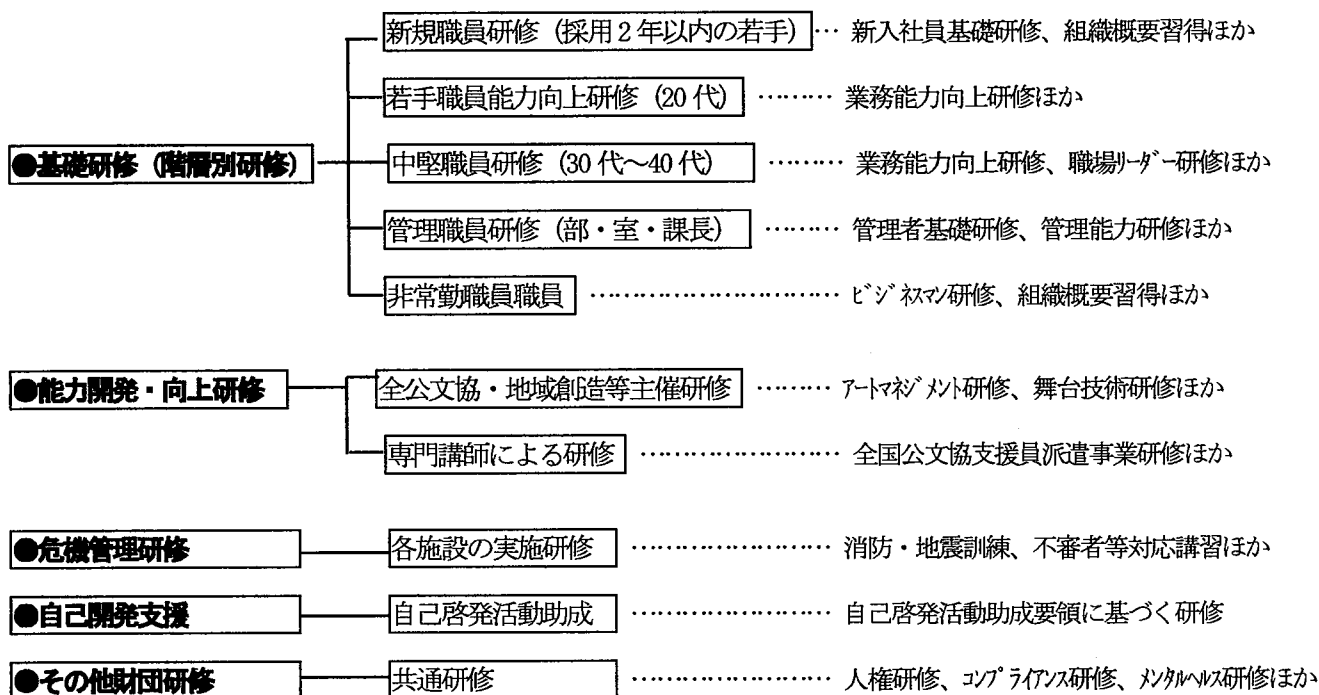 新規職員研修（採用２年以内の若手）… 新入社員基礎研修、組織概要習得ほか
若手職員能力向上研修（20代）……… 業務能力向上研修ほか
●基礎研修（階層別研修） 中堅職員研修（30代～40代）……… 業務能力向上研修、職場ﾘｰﾀﾞｰ研修ほか
管理職員研修（部・室・課長）……… 管理者基礎研修、管理能力研修ほか
非常勤職員職員 …………………… ﾋﾞｼﾞﾈｽﾏﾝ研修、組織概要習得ほか
●能力開発・向上研修 全公文協・地域創造等主催研修 ……… ｱｰﾄﾏﾈｼﾞﾒﾝﾄ研修、舞台技術研修ほか
専門講師による研修 ……………… 全国公文協支援員派遣事業研修ほか
●危機管理研修 各施設の実施研修 ……………… 消防・地震訓練、不審者等対応講習ほか
●自己開発支援 自己啓発活動助成 ……………… 自己啓発活動助成要領に基づく研修
●その他財団研修 共通研修 ……………… 人権研修、ｺﾝﾌﾟﾗｲｱﾝｽ研修、ﾒﾝﾀﾙﾍﾙｽ研修ほか